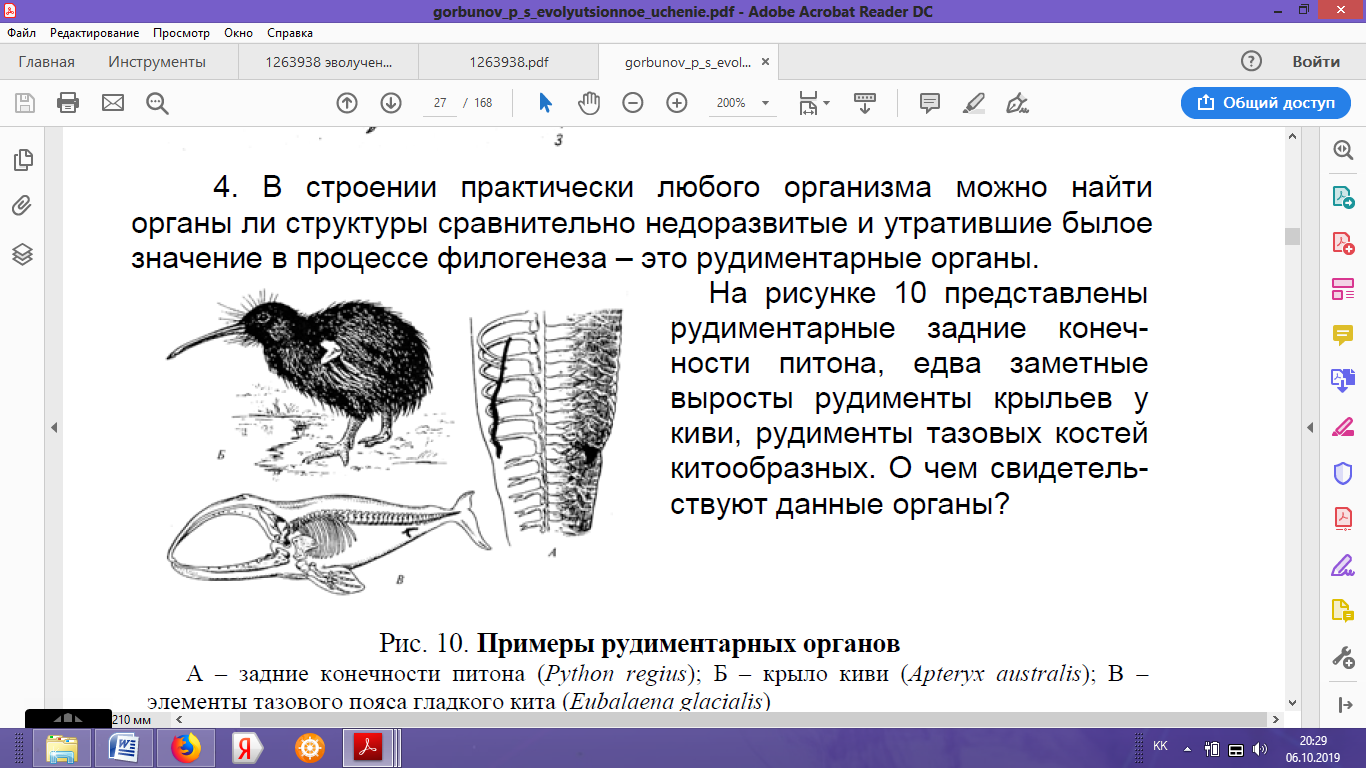 gorbunov_p_s_evolyutsionnoe_uchenie.pdf - Adobe Acrobat Reader DC
Файл Редактирование Просмотр Окно Справка
Главная Инструменты 1263938 эволучен... 1263938.pdf gorbunov_p_s_evol... × Войти
27 / 168 200% Общий доступ
3
4. В строении практически любого организма можно найти
органы ли структуры сравнительно недоразвитые и утратившие былое
значение в процессе филогенеза – это рудиментарные органы.
На рисунке 10 представлены
рудиментарные задние конеч-
ности питона, едва заметные
выросты рудименты крыльев у
киви, рудименты тазовых костей
китообразных. О чем свидетель-
ствуют данные органы?
Б
А
В
Рис. 10. Примеры рудиментарных органов
А – задние конечности питона (Python regius); Б – крыло киви (Apteryx australis); В –
элементы тазового пояса гладкого кита (Eubalaena glacialis)
210 мм
KK 20:29
06.10.2019